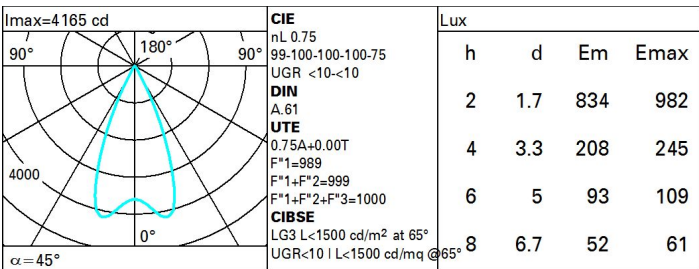 Imax=4165 cd
90°
180°
90°
4000
0°
α=45°
CIE
nL 0.75
99-100-100-100-75
UGR <10-<10
DIN
A.61
UTE
0.75A+0.00T
F"1=989
F"1+F"2=999
F"1+F"2+F"3=1000
CIBSE
LG3 L<1500 cd/m² at 65°
UGR<10 | L<1500 cd/mq @65°
Lux
h d Em Emax
2 1.7 834 982
4 3.3 208 245
6 5 93 109
8 6.7 52 61